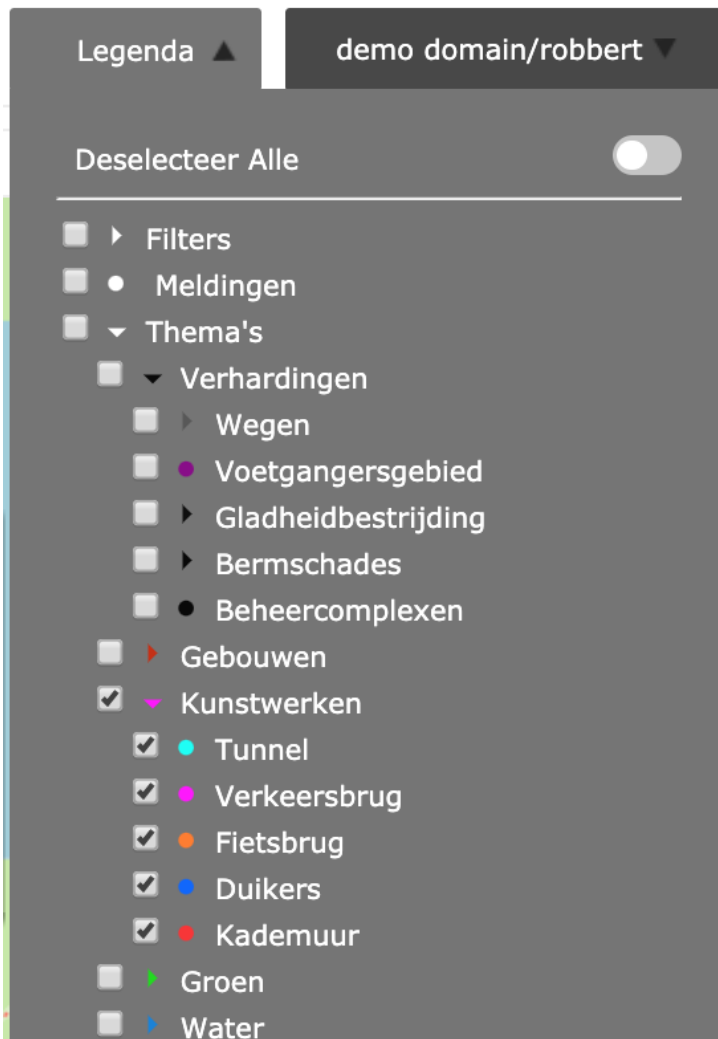 Legenda ▲ demo domain/robbert ▼
Deselecteer Alle
Filters
Meldingen
Thema's
Verhardingen
Wegen
Voetgangersgebied
Gladheidbestrijding
Bermschades
Beheercomplexen
Gebouwen
Kunstwerken
Tunnel
Verkeersbrug
Fietsbrug
Duikers
Kademuur
Groen
Water